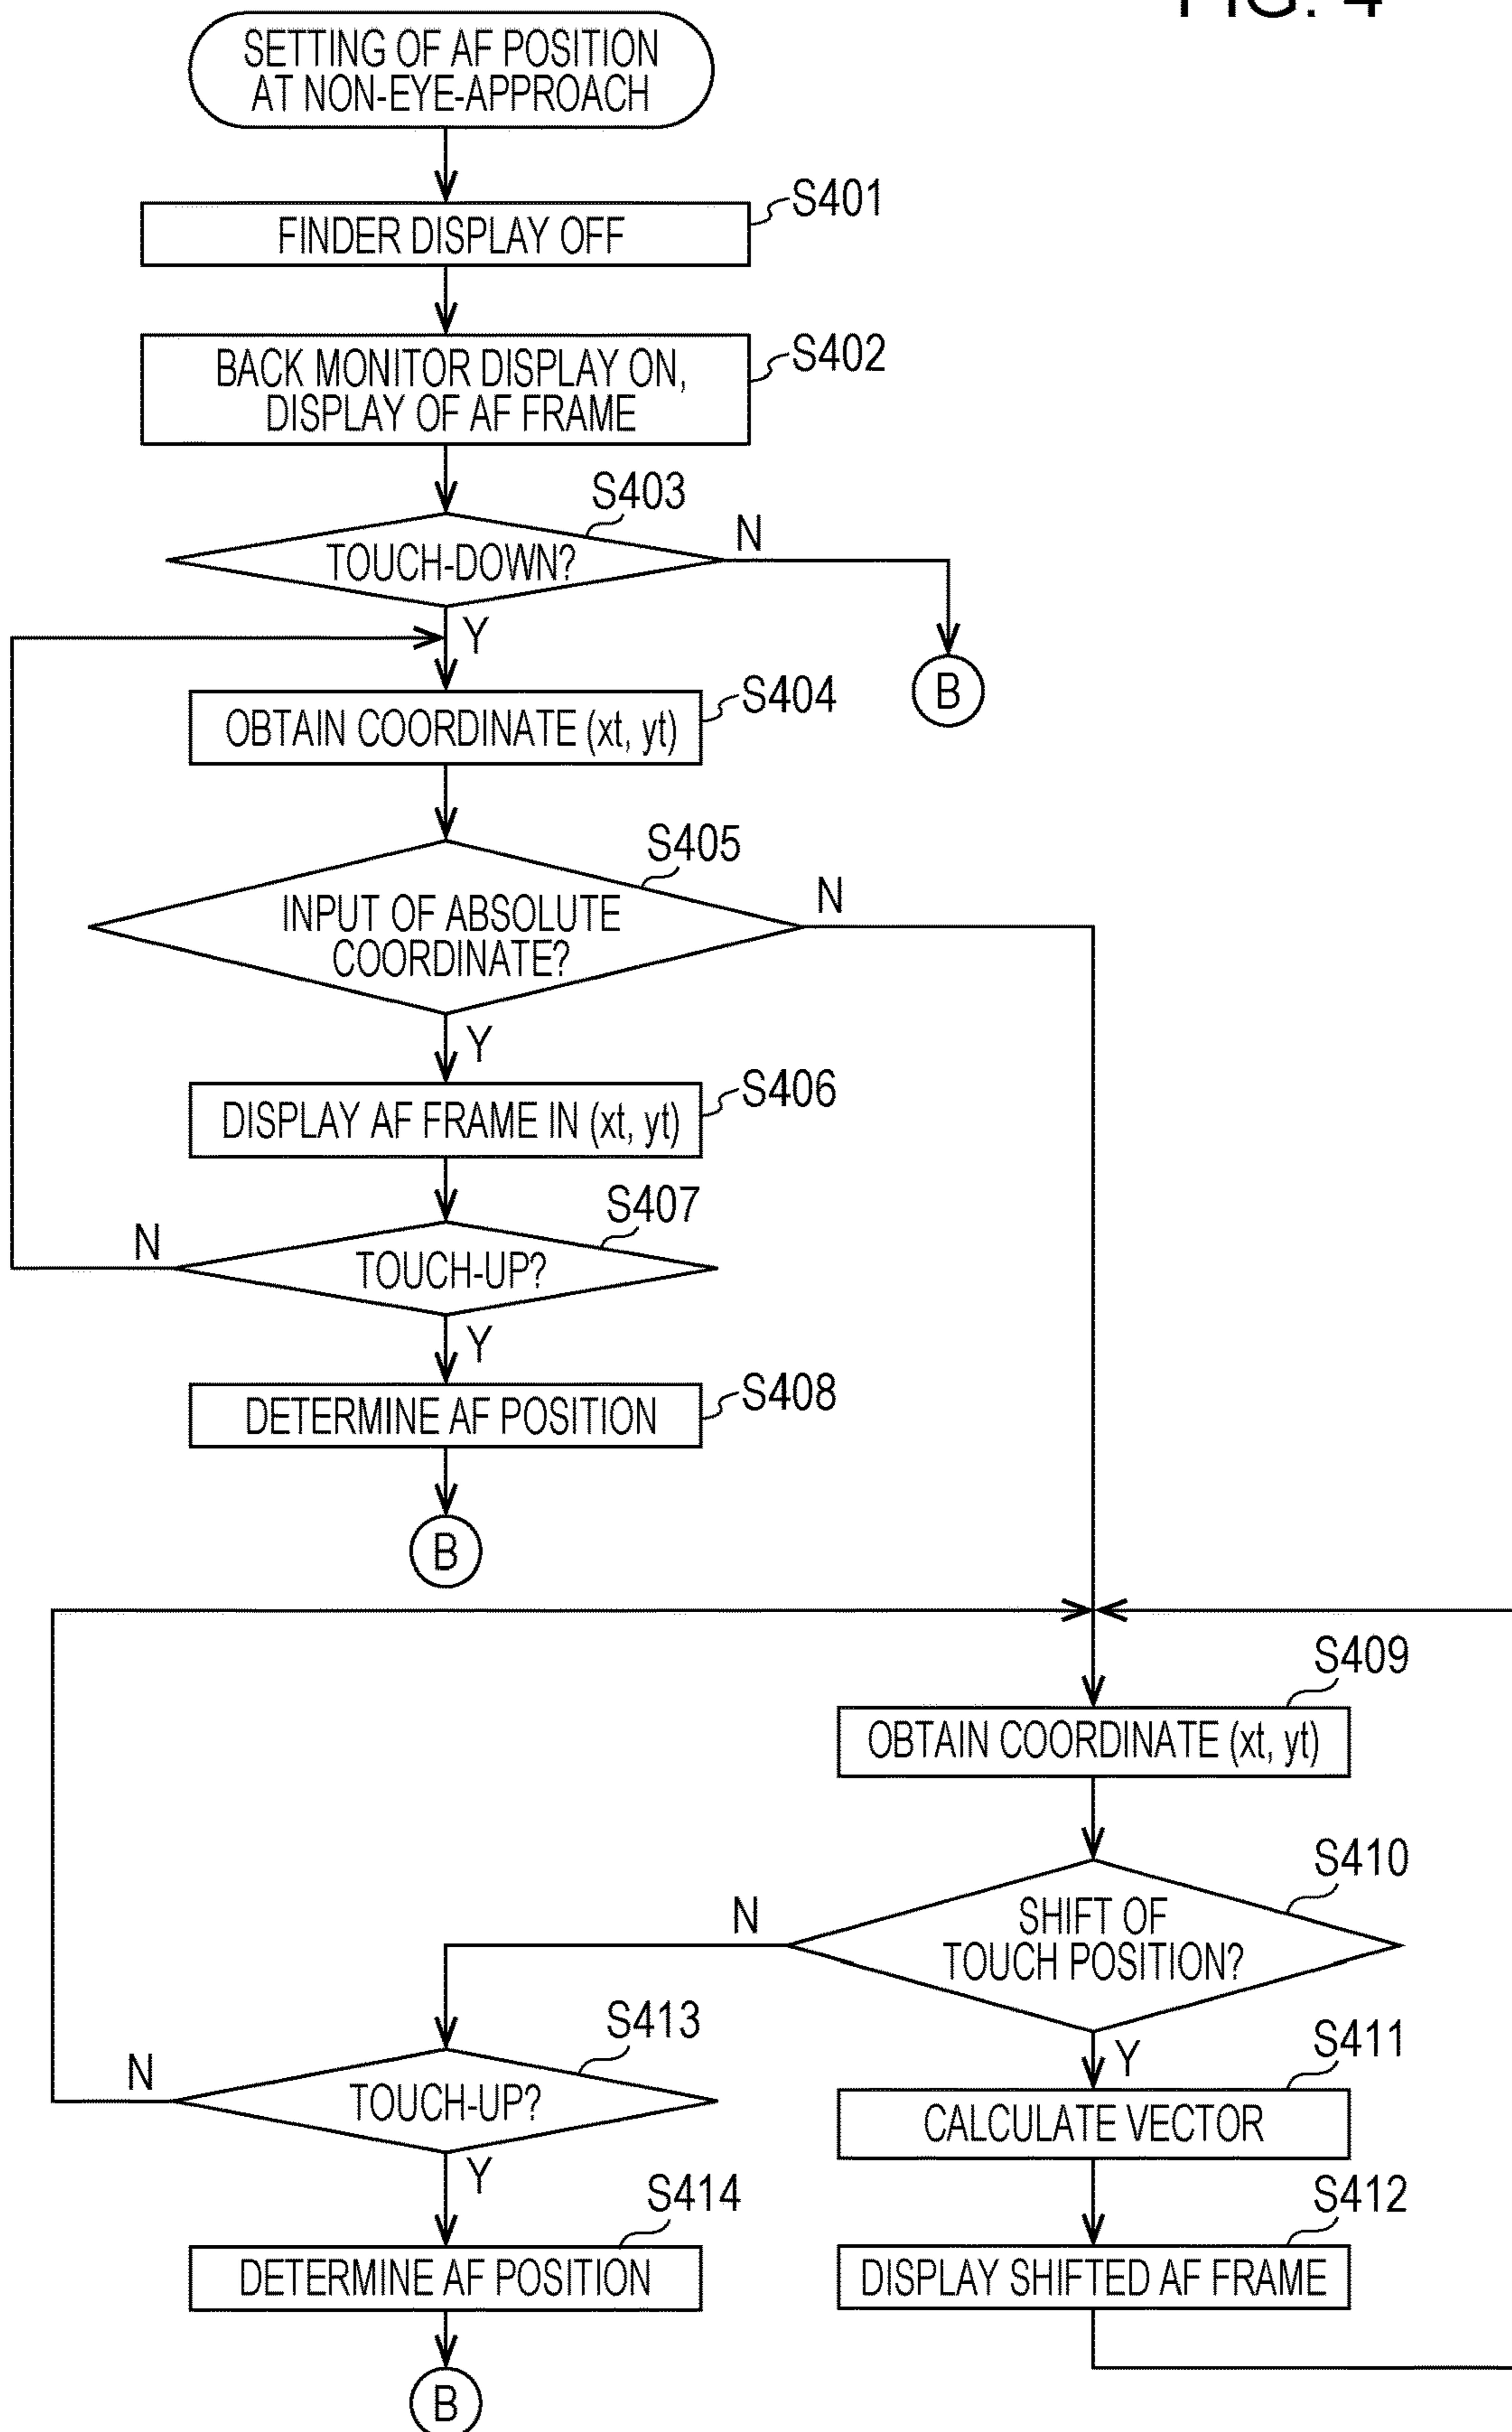 FIG. 4
SETTING OF AF POSITION
AT NON-EYE-APPROACH
S401
FINDER DISPLAY OFF
S402
BACK MONITOR DISPLAY ON,
DISPLAY OF AF FRAME
S403
TOUCH-DOWN?
N
Y
B
S404
OBTAIN COORDINATE (xt, yt)
S405
INPUT OF ABSOLUTE
COORDINATE?
N
Y
S406
DISPLAY AF FRAME IN (xt, yt)
S407
TOUCH-UP?
N
Y
S408
DETERMINE AF POSITION
B
S409
OBTAIN COORDINATE (xt, yt)
S410
SHIFT OF
TOUCH POSITION?
N
Y
S411
CALCULATE VECTOR
S412
DISPLAY SHIFTED AF FRAME
S413
TOUCH-UP?
N
Y
S414
DETERMINE AF POSITION
B